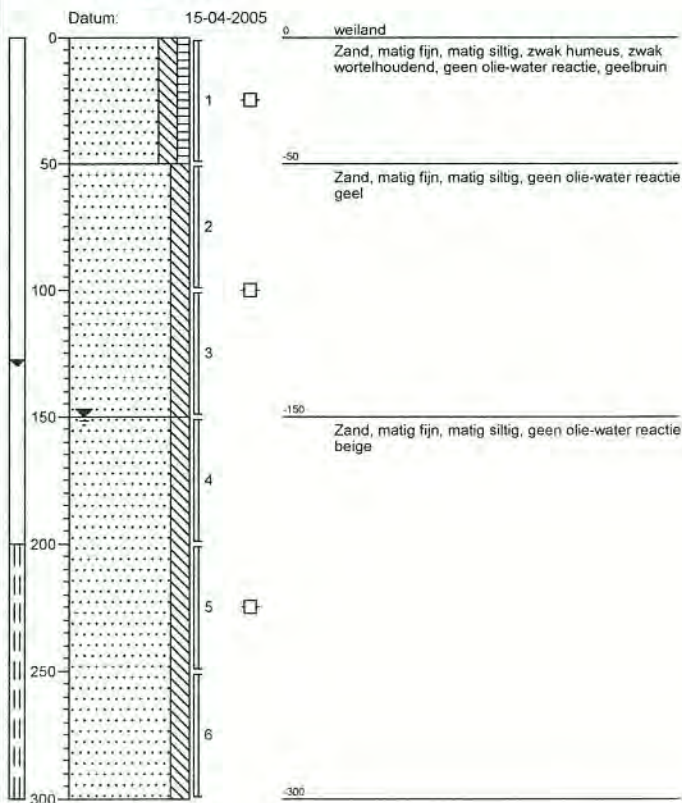 Datum: 15-04-2005
0
0 weiland
Zand, matig fijn, matig siltig, zwak humeus, zwak
wortelhoudend, geen olie-water reactie, geelbruin
1
50
-50
Zand, matig fijn, matig siltig, geen olie-water reactie
geel
2
100
3
150
-150
Zand, matig fijn, matig siltig, geen olie-water reactie
beige
4
200
5
250
6
300
-300